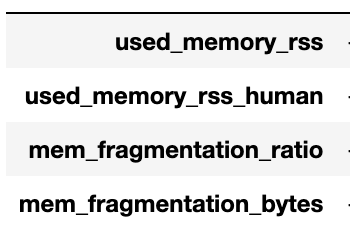 used_memory_rss
used_memory_rss_human
mem_fragmentation_ratio
mem_fragmentation_bytes